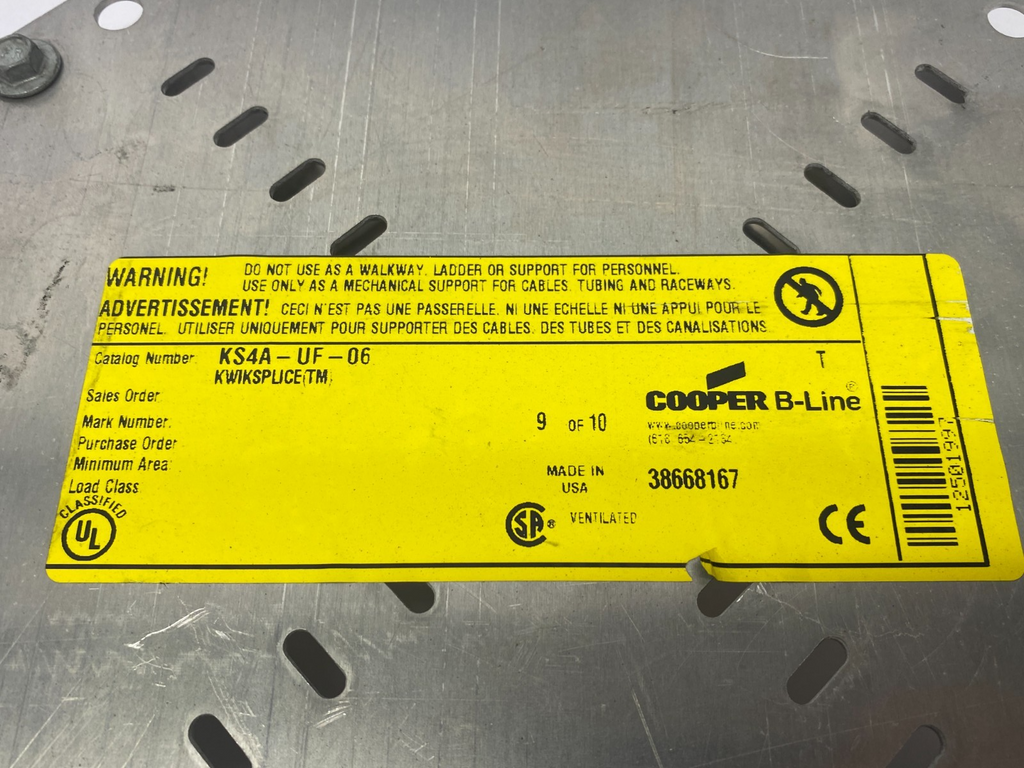 WARNING! DO NOT USE AS A WALKWAY, LADDER OR SUPPORT FOR PERSONNEL.
USE ONLY AS A MECHANICAL SUPPORT FOR CABLES, TUBING AND RACEWAYS.
ADVERTISSEMENT! CECI N'EST PAS UNE PASSERELLE, NI UNE ECHELLE NI UNE APPUI POUR LE
PERSONEL. UTILISER UNIQUEMENT POUR SUPPORTER DES CABLES, DES TUBES ET DES CANALISATIONS
Catalog Number: KS4A-UF-06
KWIKSPLICE(TM)
T
Sales Order:
COOPER B-Line®
Mark Number:
9 OF 10
www.cooperbline.com
Purchase Order:
Minimum Area:
MADE IN
USA
38668167
Load Class:
CLASSIFIED
UL
SA®
VENTILATED
CE
12501997